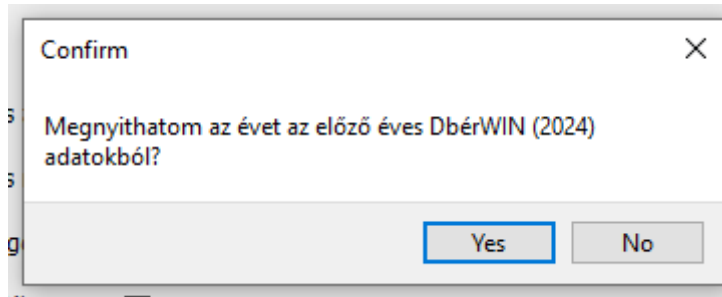 Confirm
Megnyithatom az évet az előző éves DbérWIN (2024)
adatokból?
Yes
No